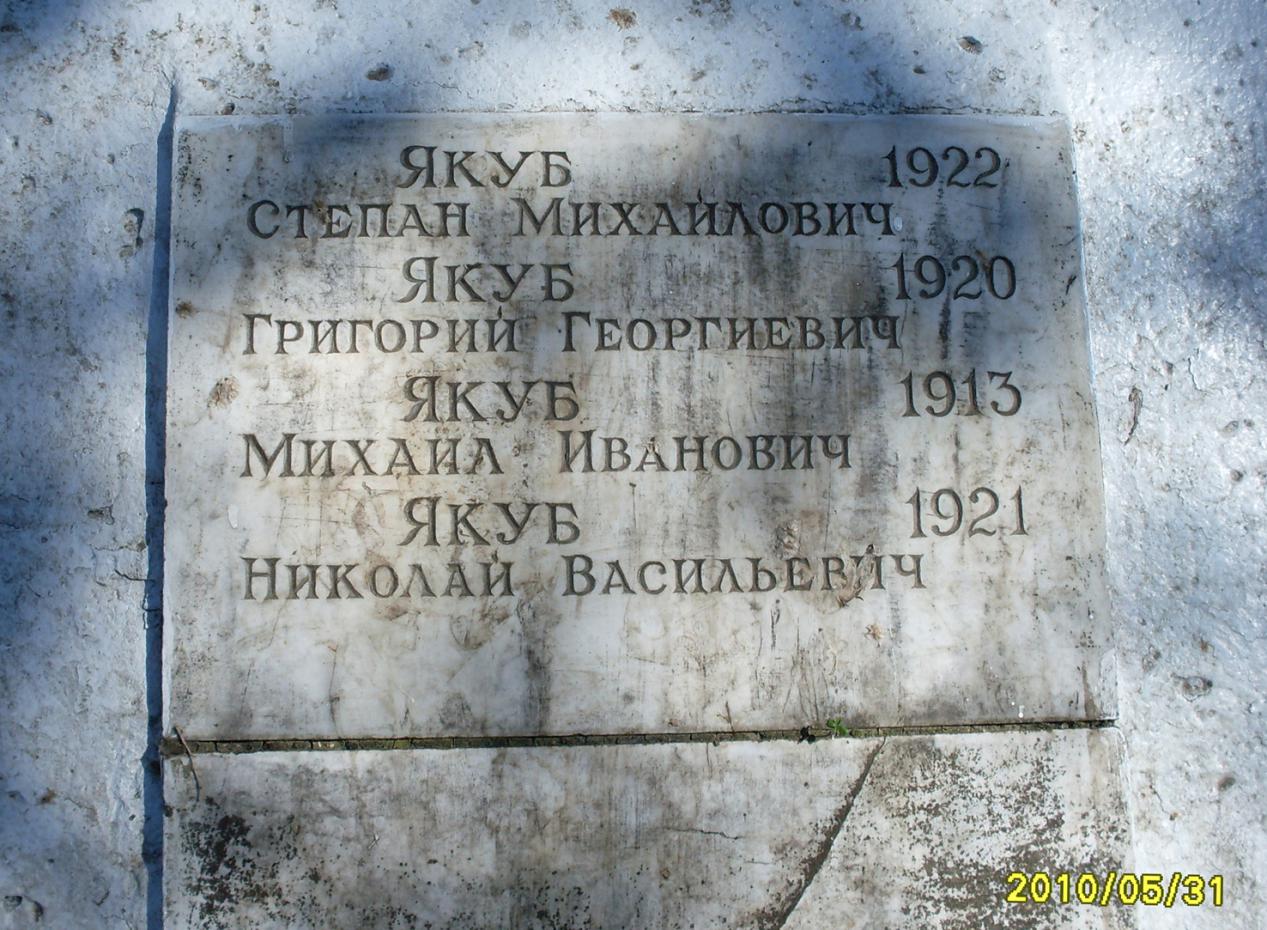 Якуб 1922
Степан Михайлович
Якуб 1920
Григорий Георгиевич
Якуб 1913
Михаил Иванович
Якуб 1921
Николай Васильевич
2010/05/31